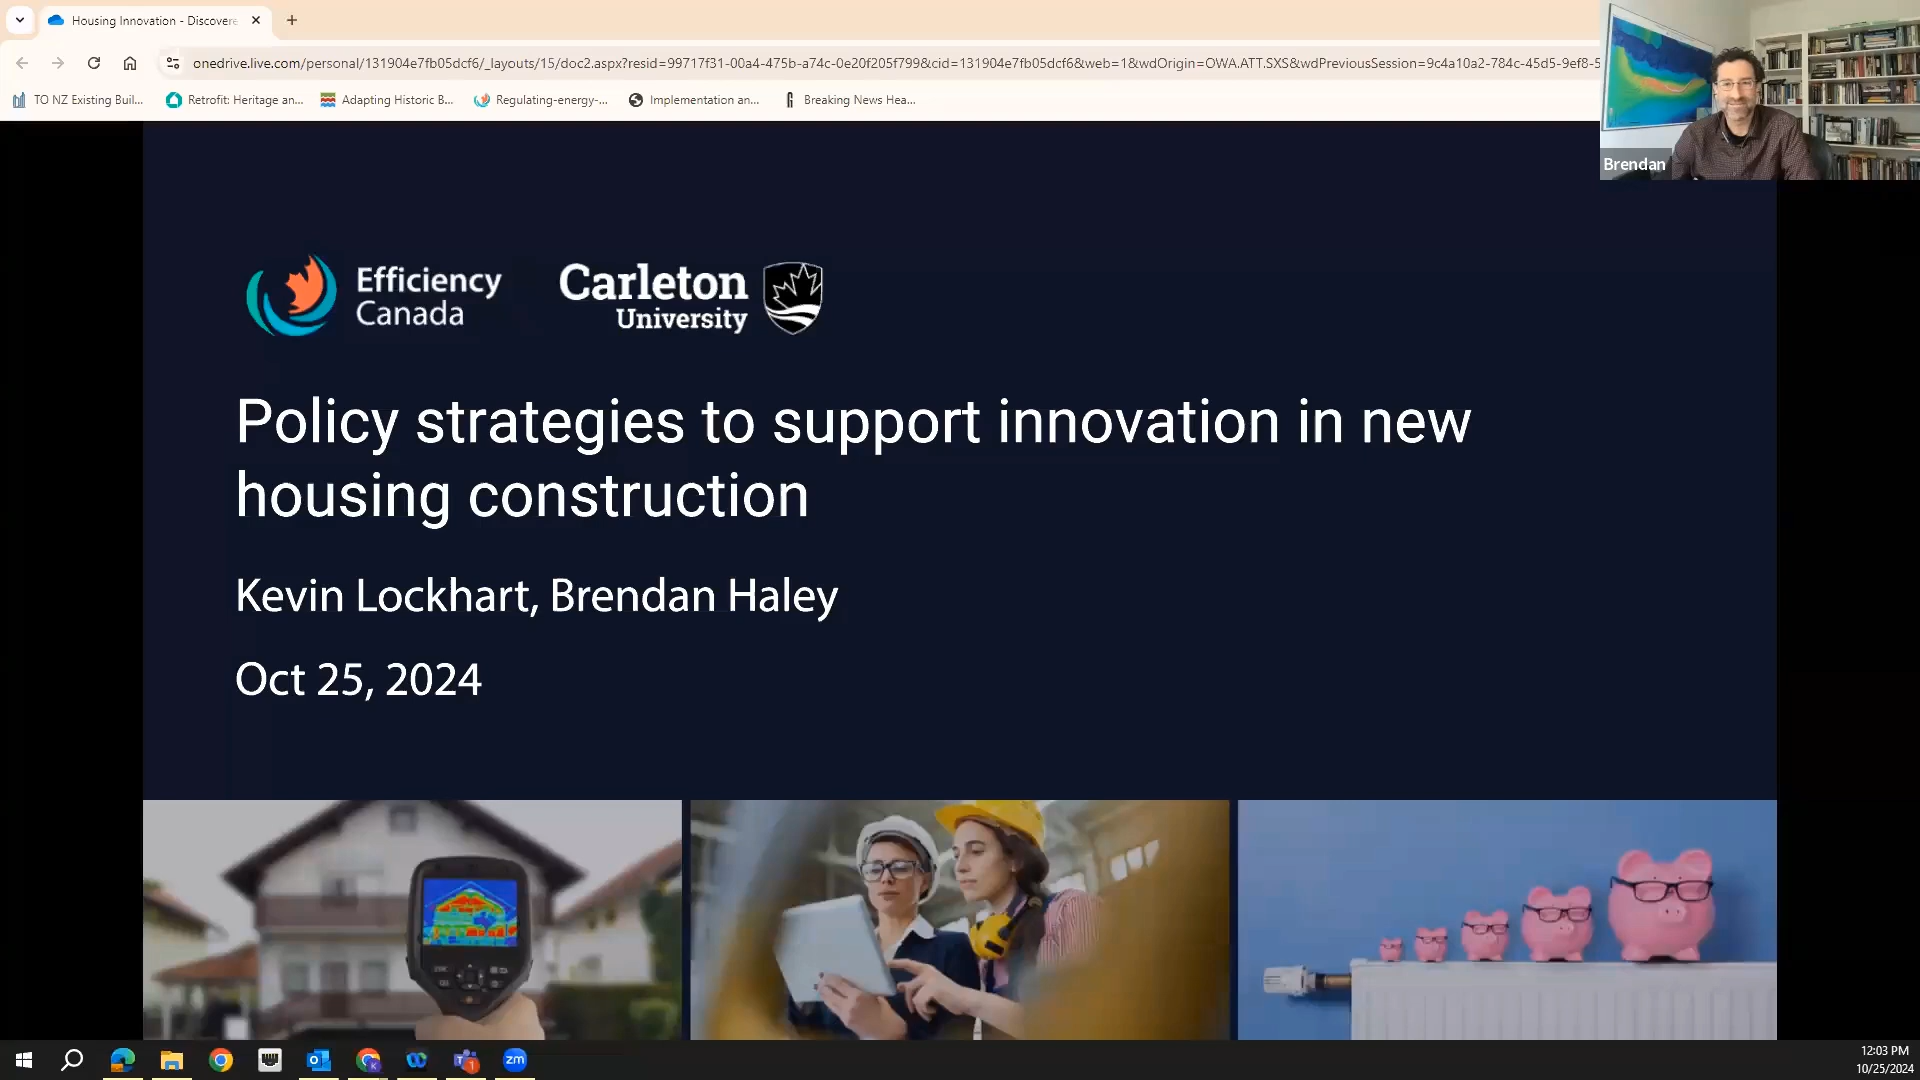 Housing Innovation - Discovere
onedrive.live.com/personal/131904e7fb05dcf6/_layouts/15/doc2.aspx?resid=99717f31-00a4-475b-a74c-0e20f205f799&cid=131904e7fb05dcf6&web=1&wdOrigin=OWA.ATT.SXS&wdPreviousSession=9c4a10a2-784c-45d5-9ef8-5
TO NZ Existing Buil...
Retrofit: Heritage an...
Adapting Historic B...
Regulating-energy-...
Implementation an...
Breaking News Hea...
Brendan
Efficiency
Canada
Carleton
University
Policy strategies to support innovation in new
housing construction
Kevin Lockhart, Brendan Haley
Oct 25, 2024
zm
12:03 PM
10/25/2024